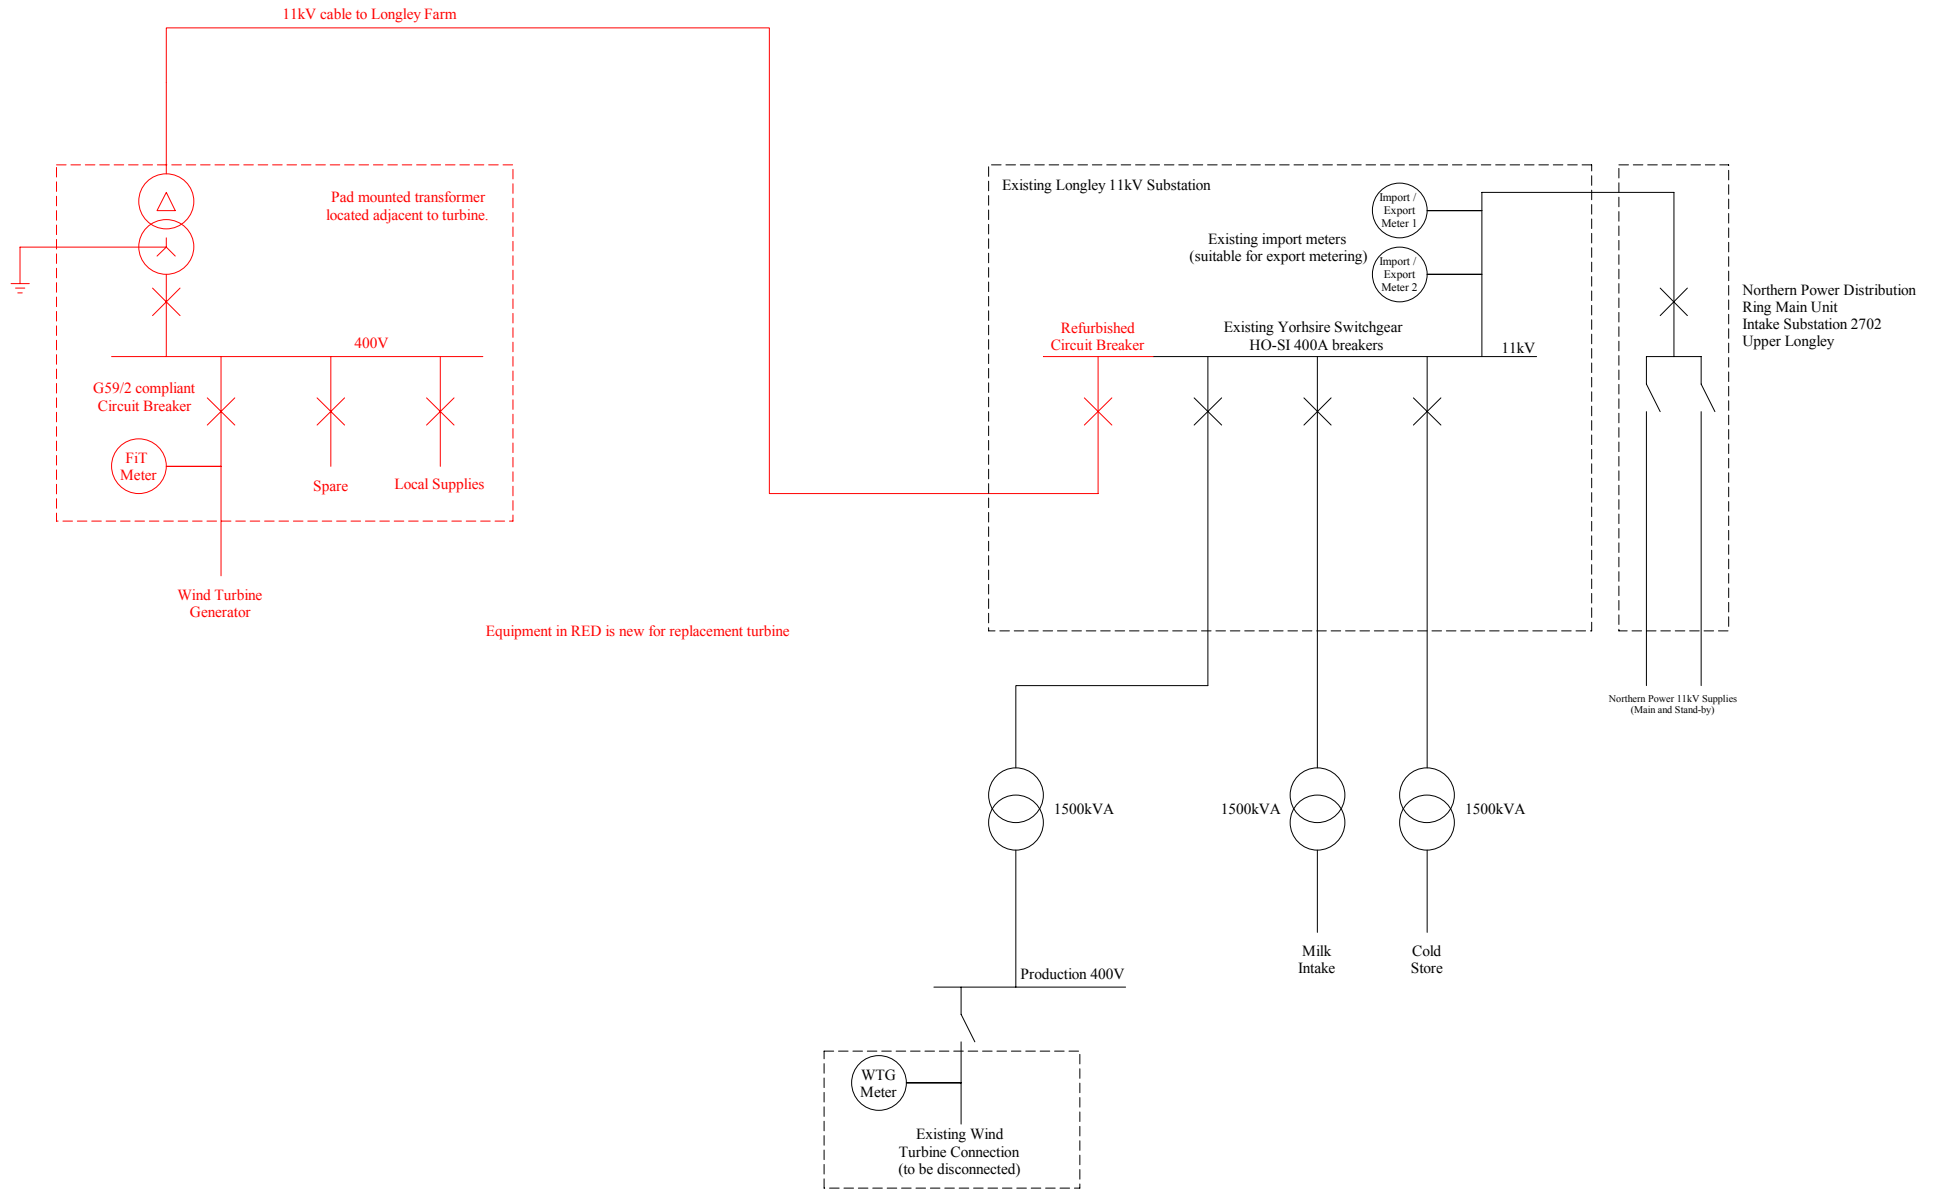 11kV cable to Longley Farm
Pad mounted transformer
located adjacent to turbine.
400V
G59/2 compliant
Circuit Breaker
FiT
Meter
Spare
Local Supplies
Wind Turbine
Generator
Equipment in RED is new for replacement turbine
Existing Longley 11kV Substation
Import /
Export
Meter 1
Existing import meters
(suitable for export metering)
Import /
Export
Meter 2
Refurbished
Circuit Breaker
Existing Yorhsire Switchgear
HO-SI 400A breakers
11kV
Northern Power Distribution
Ring Main Unit
Intake Substation 2702
Upper Longley
Northern Power 11kV Supplies
(Main and Stand-by)
1500kVA
1500kVA
1500kVA
Milk
Intake
Cold
Store
Production 400V
WTG
Meter
Existing Wind
Turbine Connection
(to be disconnected)